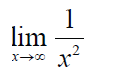 lim x→∞ 1/x²